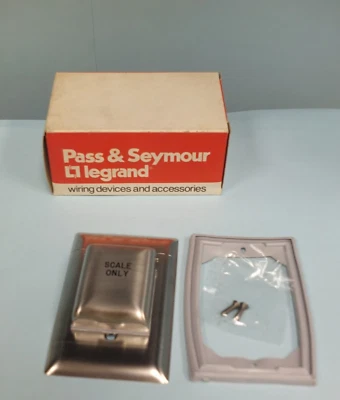 Pass & Seymour
legrand
wiring devices and accessories
SCALE
ONLY